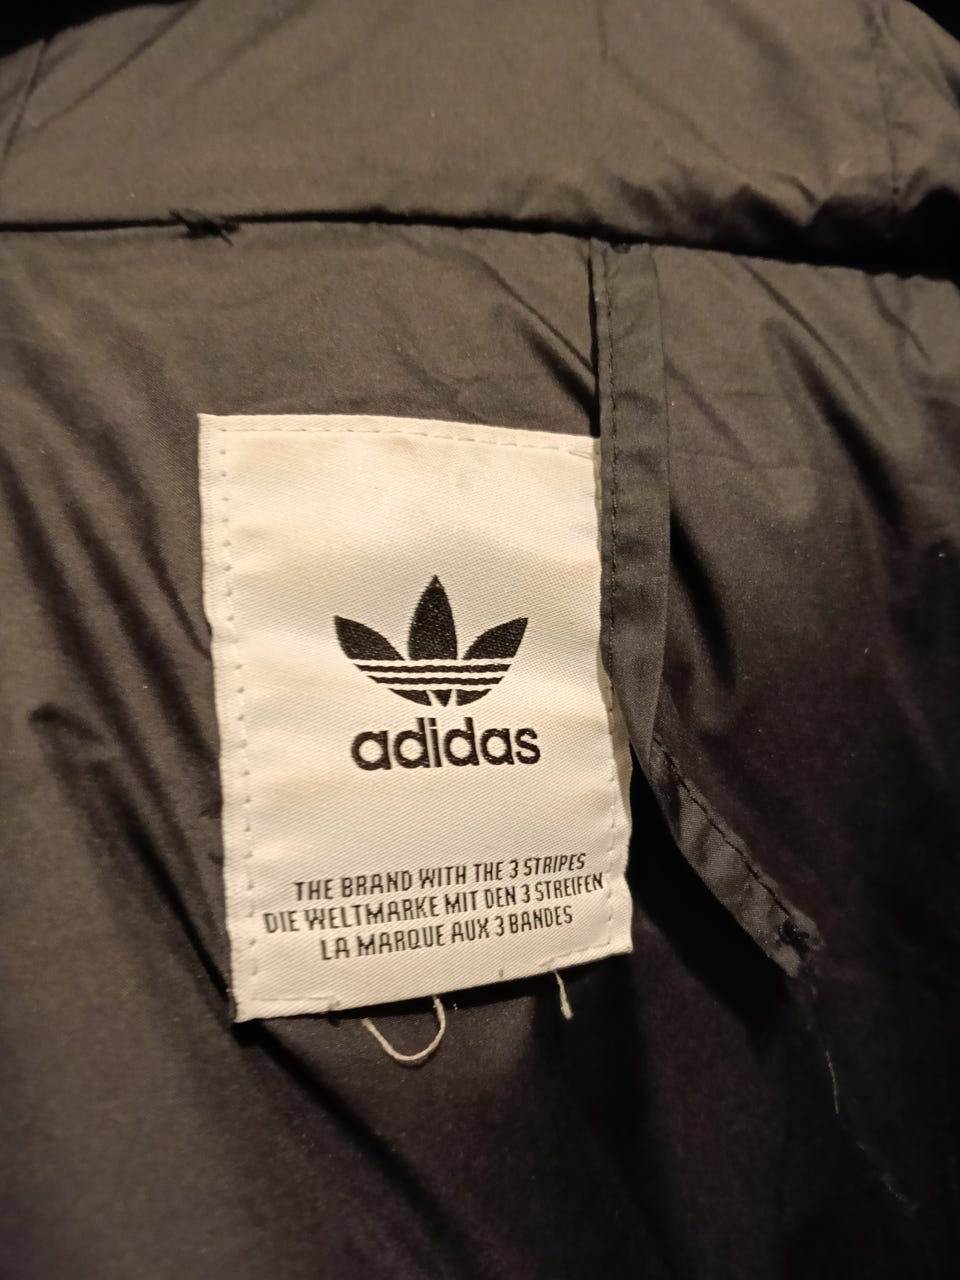 adidas
THE BRAND WITH THE 3 STRIPES
DIE WELTMARKE MIT DEN 3 STREIFEN
LA MARQUE AUX 3 BANDES